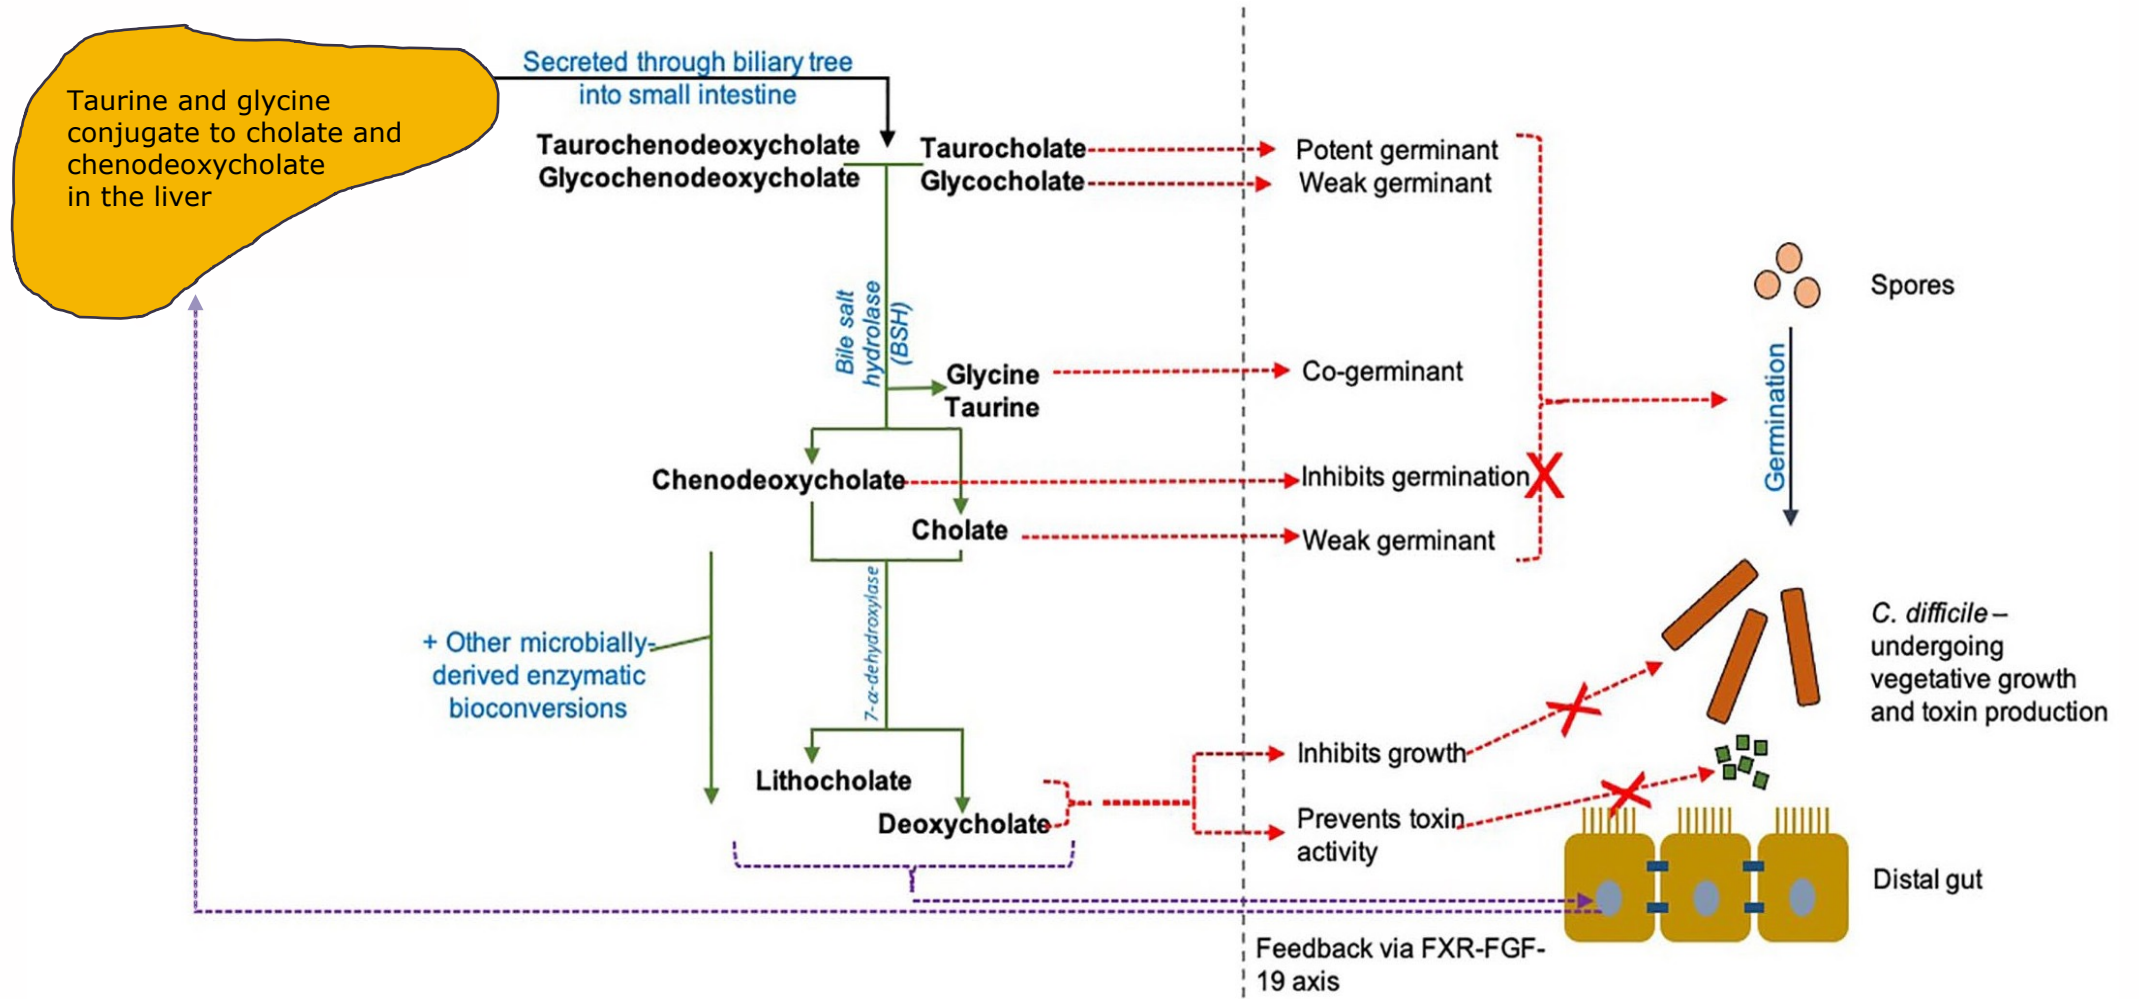 Taurine and glycine
conjugate to cholate and
chenodeoxycholate
in the liver
Secreted through biliary tree
into small intestine
Taurochenodeoxycholate
Glycochenodeoxycholate
Taurocholate
Glycocholate
Potent germinant
Weak germinant
Bile salt
hydrolase
(BSH)
Glycine
Taurine
Co-germinant
Chenodeoxycholate
Inhibits germination
Cholate
Weak germinant
7-α-dehydroxylase
+ Other microbially-
derived enzymatic
bioconversions
Lithocholate
Deoxycholate
Inhibits growth
Prevents toxin
activity
Spores
Germination
C. difficile –
undergoing
vegetative growth
and toxin production
Distal gut
Feedback via FXR-FGF-
19 axis